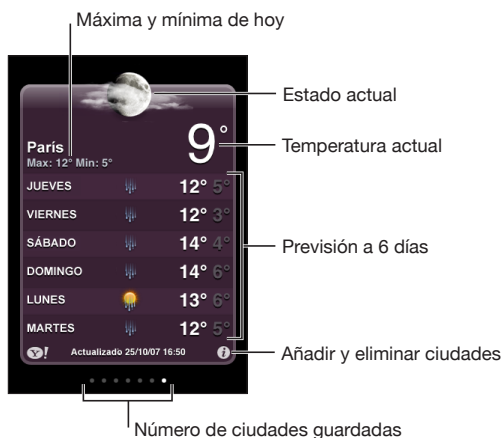 Máxima y mínima de hoy
Estado actual
París
9°
Temperatura actual
Max: 12° Min: 5°
JUEVES 12° 5°
VIERNES 12° 3°
SÁBADO 14° 4°
Previsión a 6 días
DOMINGO 14° 6°
LUNES 13° 6°
MARTES 12° 5°
Y! Actualizado 25/10/07 16:50 i
Añadir y eliminar ciudades
Número de ciudades guardadas